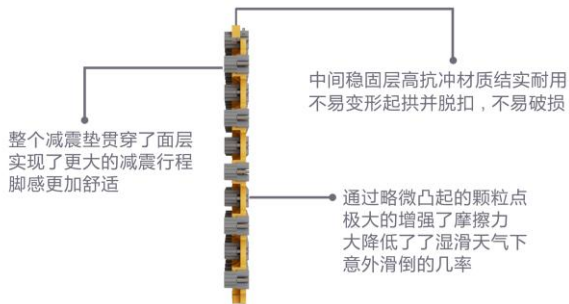 中间稳固层高抗冲材质结实耐用
不易变形起拱并脱扣，不易破损
整个减震垫贯穿了面层
实现了更大的减震行程
脚感更加舒适
通过略微凸起的颗粒点
极大的增强了摩擦力
大降低了了湿滑天气下
意外滑倒的几率